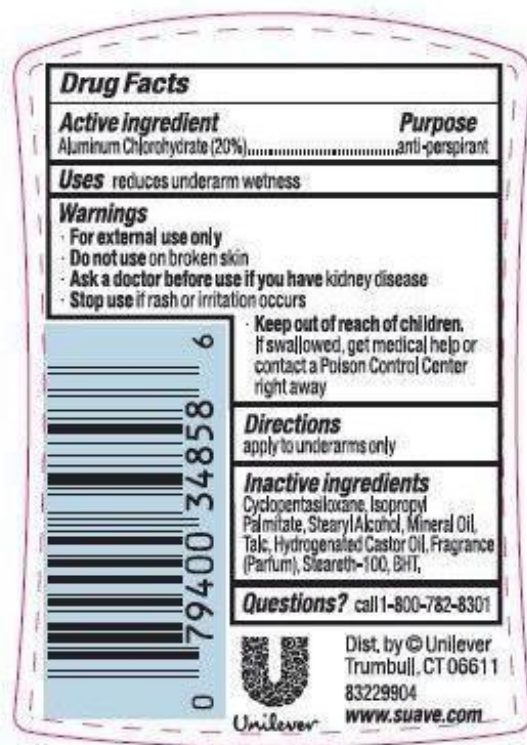 Drug Facts
Active ingredient Purpose
Aluminum Chlorohydrate (20%)..............................anti-perspirant
Uses reduces underarm wetness
Warnings
· For external use only
· Do not use on broken skin
· Ask a doctor before use if you have kidney disease
· Stop use if rash or irritation occurs
· Keep out of reach of children.
If swallowed, get medical help or
contact a Poison Control Center
right away
Directions
apply to underarms only
Inactive ingredients
Cyclopentasiloxane, Isopropyl
Palmitate, Stearyl Alcohol, Mineral Oil,
Talc, Hydrogenated Castor Oil, Fragrance
(Parfum), Steareth-100, BHT.
Questions? call 1-800-782-8301
0 79400 34858 6
Unilever
Dist. by © Unilever
Trumbull, CT 06611
83229904
www.suave.com